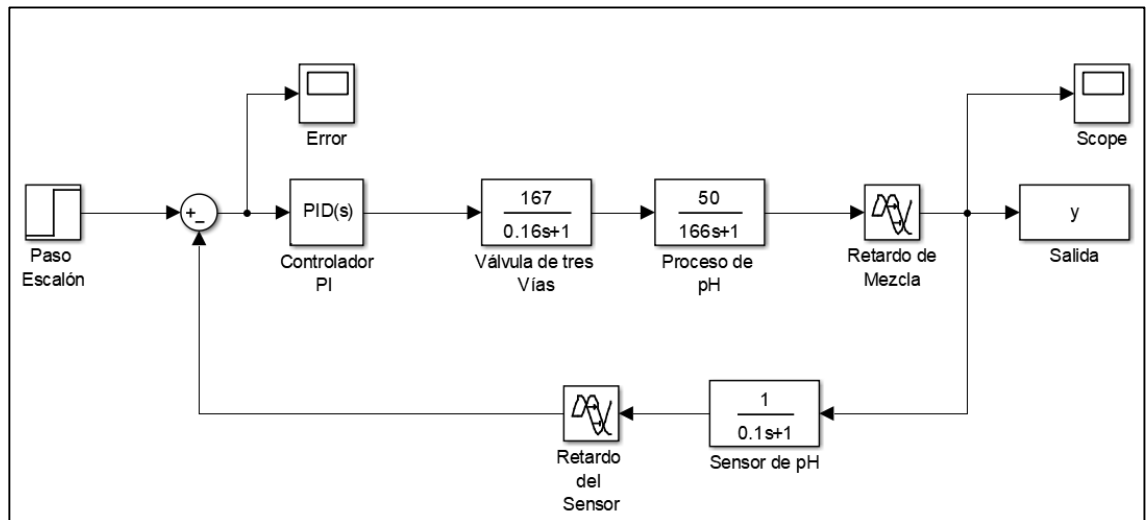 Error
Scope
Paso
Escalón
+
−
PID(s)
Controlador
PI
167
0.16s+1
Válvula de tres
Vías
50
166s+1
Proceso de
pH
Retardo de
Mezcla
y
Salida
Retardo
del
Sensor
1
0.1s+1
Sensor de pH